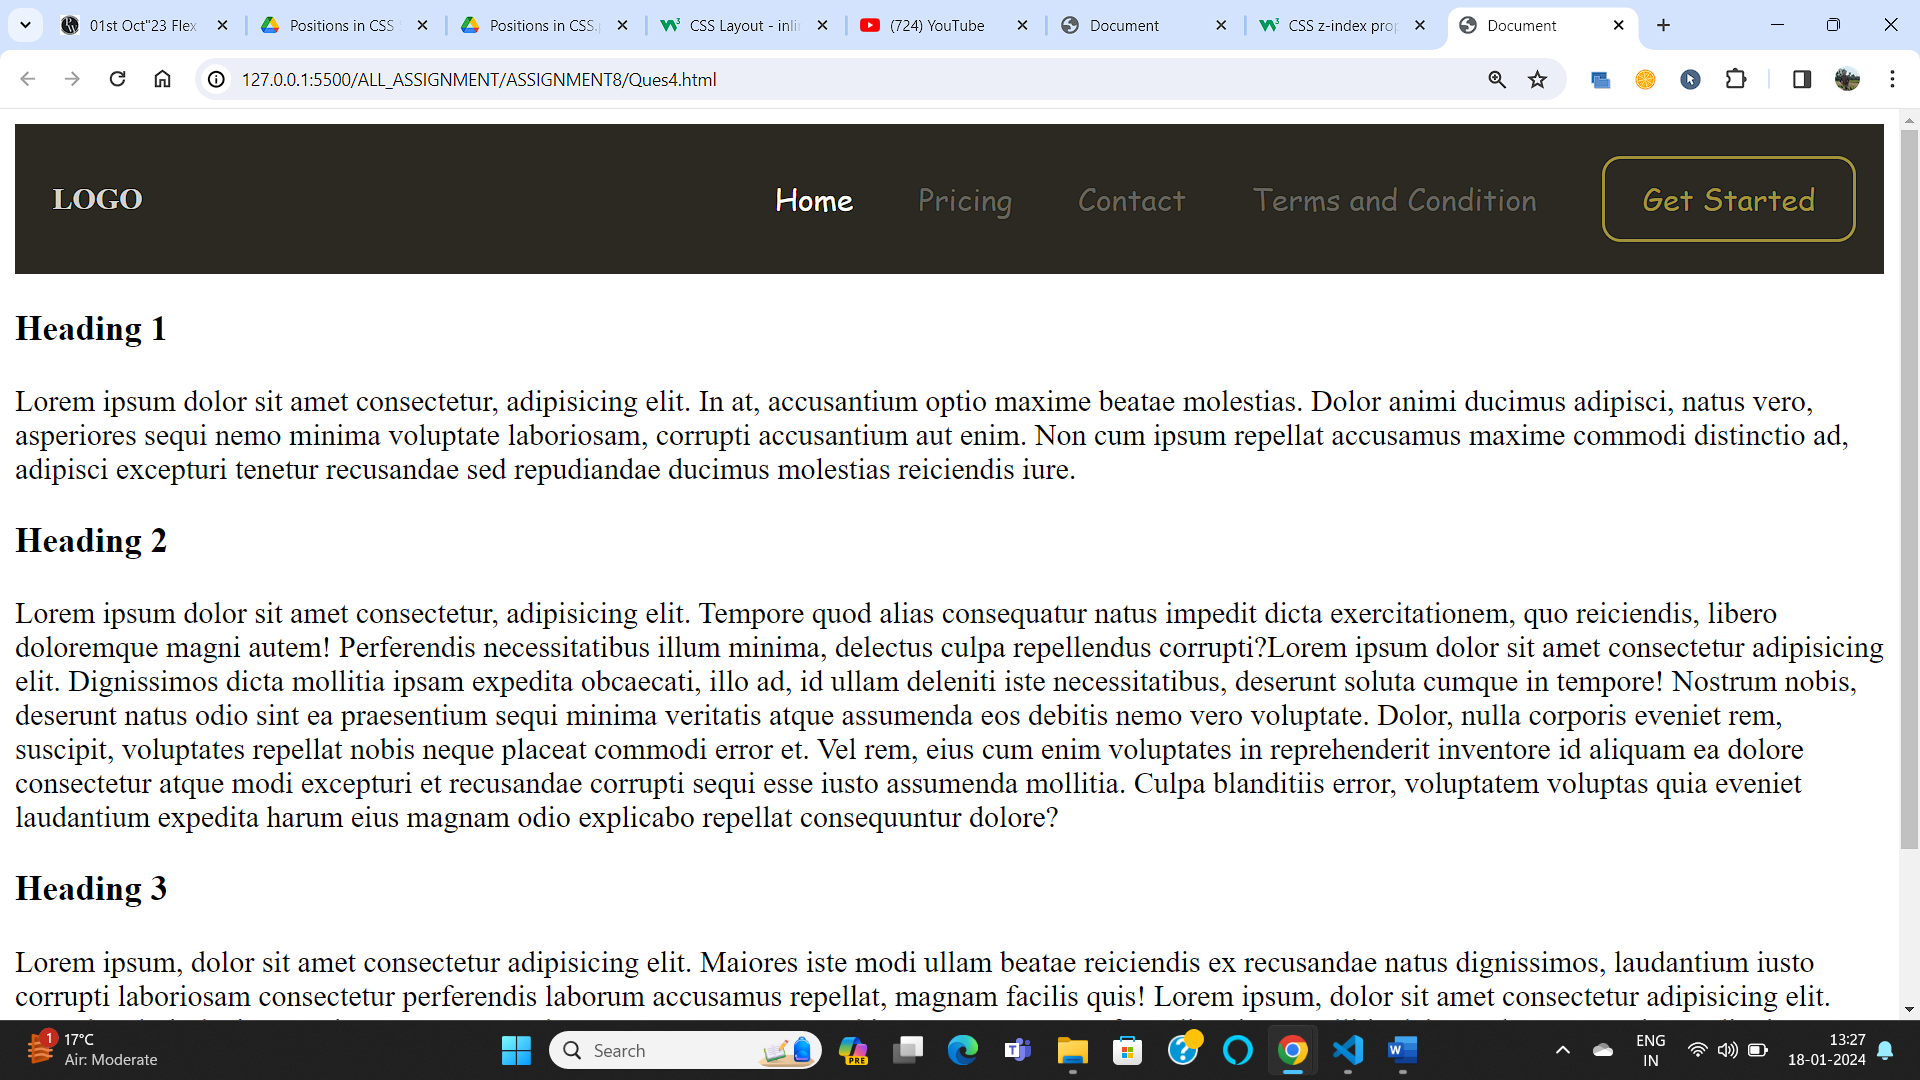 01st Oct"23 Flex
Positions in CSS
Positions in CSS.
CSS Layout - inli
(724) YouTube
Document
CSS z-index prop
Document
127.0.0.1:5500/ALL_ASSIGNMENT/ASSIGNMENT8/Ques4.html
LOGO
Home
Pricing
Contact
Terms and Condition
Get Started
Heading 1
Lorem ipsum dolor sit amet consectetur, adipisicing elit. In at, accusantium optio maxime beatae molestias. Dolor animi ducimus adipisci, natus vero,
asperiores sequi nemo minima voluptate laboriosam, corrupti accusantium aut enim. Non cum ipsum repellat accusamus maxime commodi distinctio ad,
adipisci excepturi tenetur recusandae sed repudiandae ducimus molestias reiciendis iure.
Heading 2
Lorem ipsum dolor sit amet consectetur, adipisicing elit. Tempore quod alias consequatur natus impedit dicta exercitationem, quo reiciendis, libero
doloremque magni autem! Perferendis necessitatibus illum minima, delectus culpa repellendus corrupti?Lorem ipsum dolor sit amet consectetur adipisicing
elit. Dignissimos dicta mollitia ipsam expedita obcaecati, illo ad, id ullam deleniti iste necessitatibus, deserunt soluta cumque in tempore! Nostrum nobis,
deserunt natus odio sint ea praesentium sequi minima veritatis atque assumenda eos debitis nemo vero voluptate. Dolor, nulla corporis eveniet rem,
suscipit, voluptates repellat nobis neque placeat commodi error et. Vel rem, eius cum enim voluptates in reprehenderit inventore id aliquam ea dolore
consectetur atque modi excepturi et recusandae corrupti sequi esse iusto assumenda mollitia. Culpa blanditiis error, voluptatem voluptas quia eveniet
laudantium expedita harum eius magnam odio explicabo repellat consequuntur dolore?
Heading 3
Lorem ipsum, dolor sit amet consectetur adipisicing elit. Maiores iste modi ullam beatae reiciendis ex recusandae natus dignissimos, laudantium iusto
corrupti laboriosam consectetur perferendis laborum accusamus repellat, magnam facilis quis! Lorem ipsum, dolor sit amet consectetur adipisicing elit.
1
17°C
Air: Moderate
Search
PRE
ENG
IN
13:27
18-01-2024